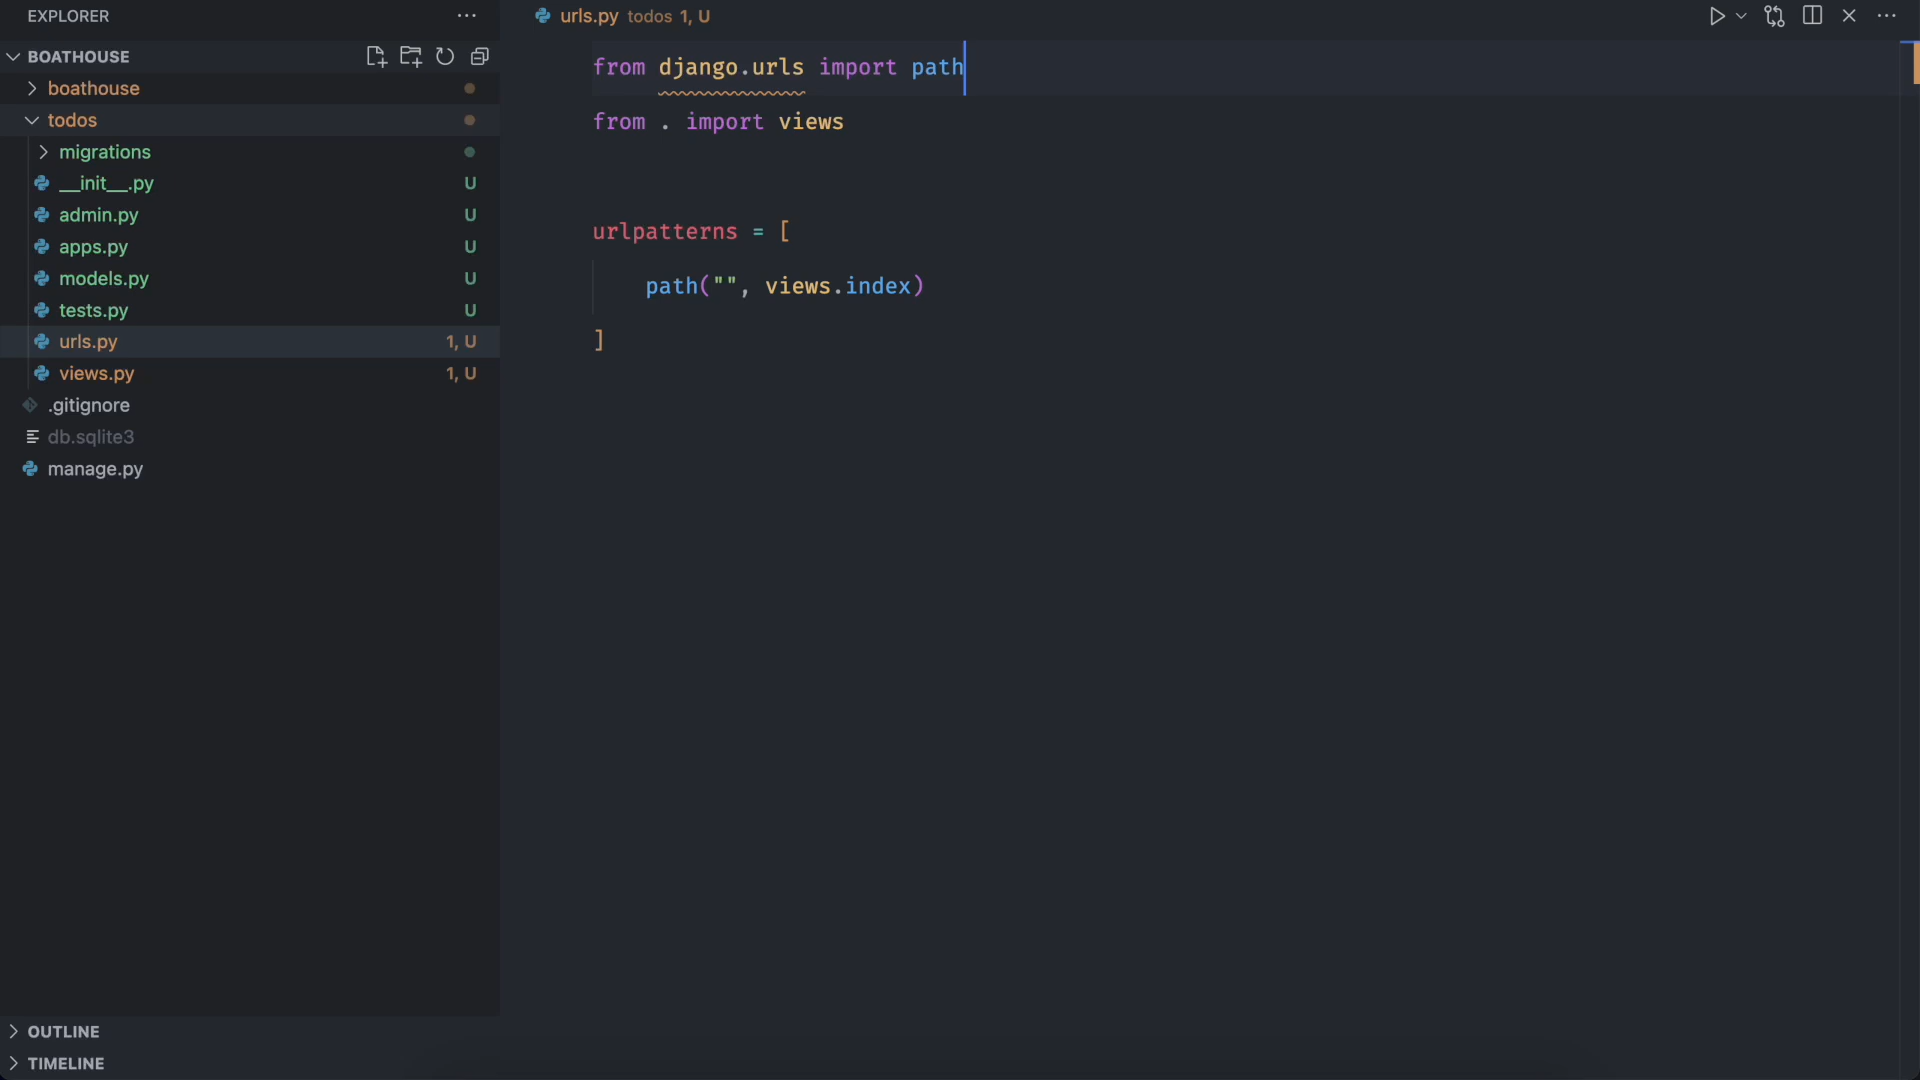 EXPLORER
BOATHOUSE
boathouse
todos
migrations
__init__.py U
admin.py U
apps.py U
models.py U
tests.py U
urls.py 1, U
views.py 1, U
.gitignore
db.sqlite3
manage.py
OUTLINE
TIMELINE
urls.py todos 1, U
from django.urls import path
from . import views
urlpatterns = [
path("", views.index)
]